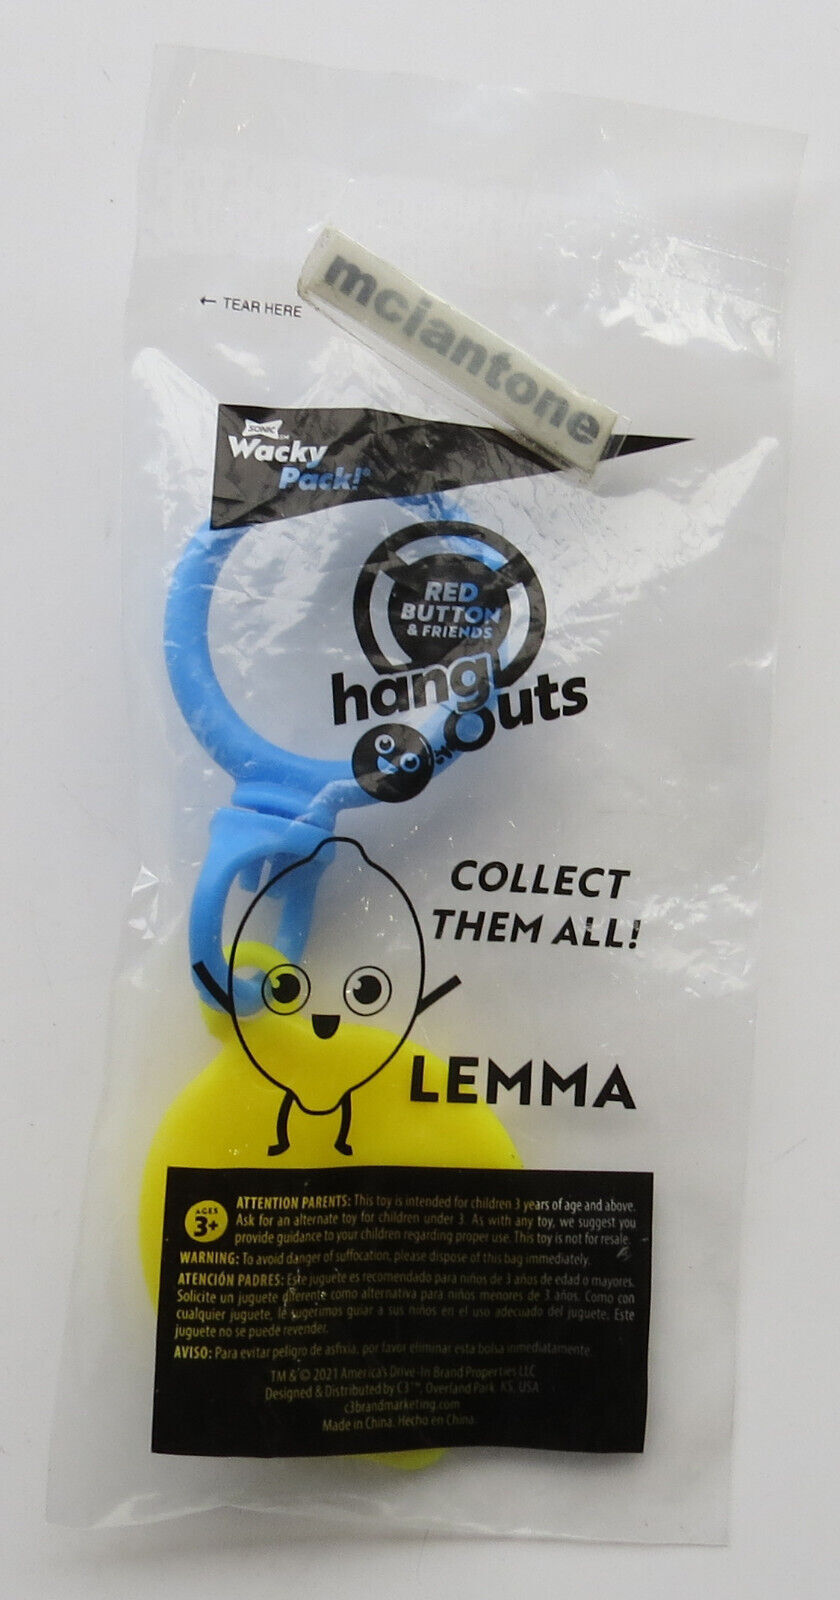 mciantone
← TEAR HERE
SONIC SM
Wacky
Pack!®
RED
BUTTON
& FRIENDS
hang
outs
COLLECT
THEM ALL!
LEMMA
AGES
3+
ATTENTION PARENTS: This toy is intended for children 3 years of age and above.
Ask for an alternate toy for children under 3. As with any toy, we suggest you
provide guidance to your children regarding proper use. This toy is not for resale.
WARNING: To avoid danger of suffocation, please dispose of this bag immediately.
ATENCIÓN PADRES: Este juguete es recomendado para niños de 3 años de edad o mayores.
Solicite un juguete diferente como alternativa para niños menores de 3 años. Como con
cualquier juguete, le sugerimos guiar a sus niños en el uso adecuado del juguete. Este
juguete no se puede revender.
AVISO: Para evitar peligro de asfixia, por favor eliminar esta bolsa inmediatamente.
TM & © 2021 America's Drive-In Brand Properties LLC
Designed & Distributed by C3™, Overland Park, KS, USA
c3brandmarketing.com
Made in China. Hecho en China.